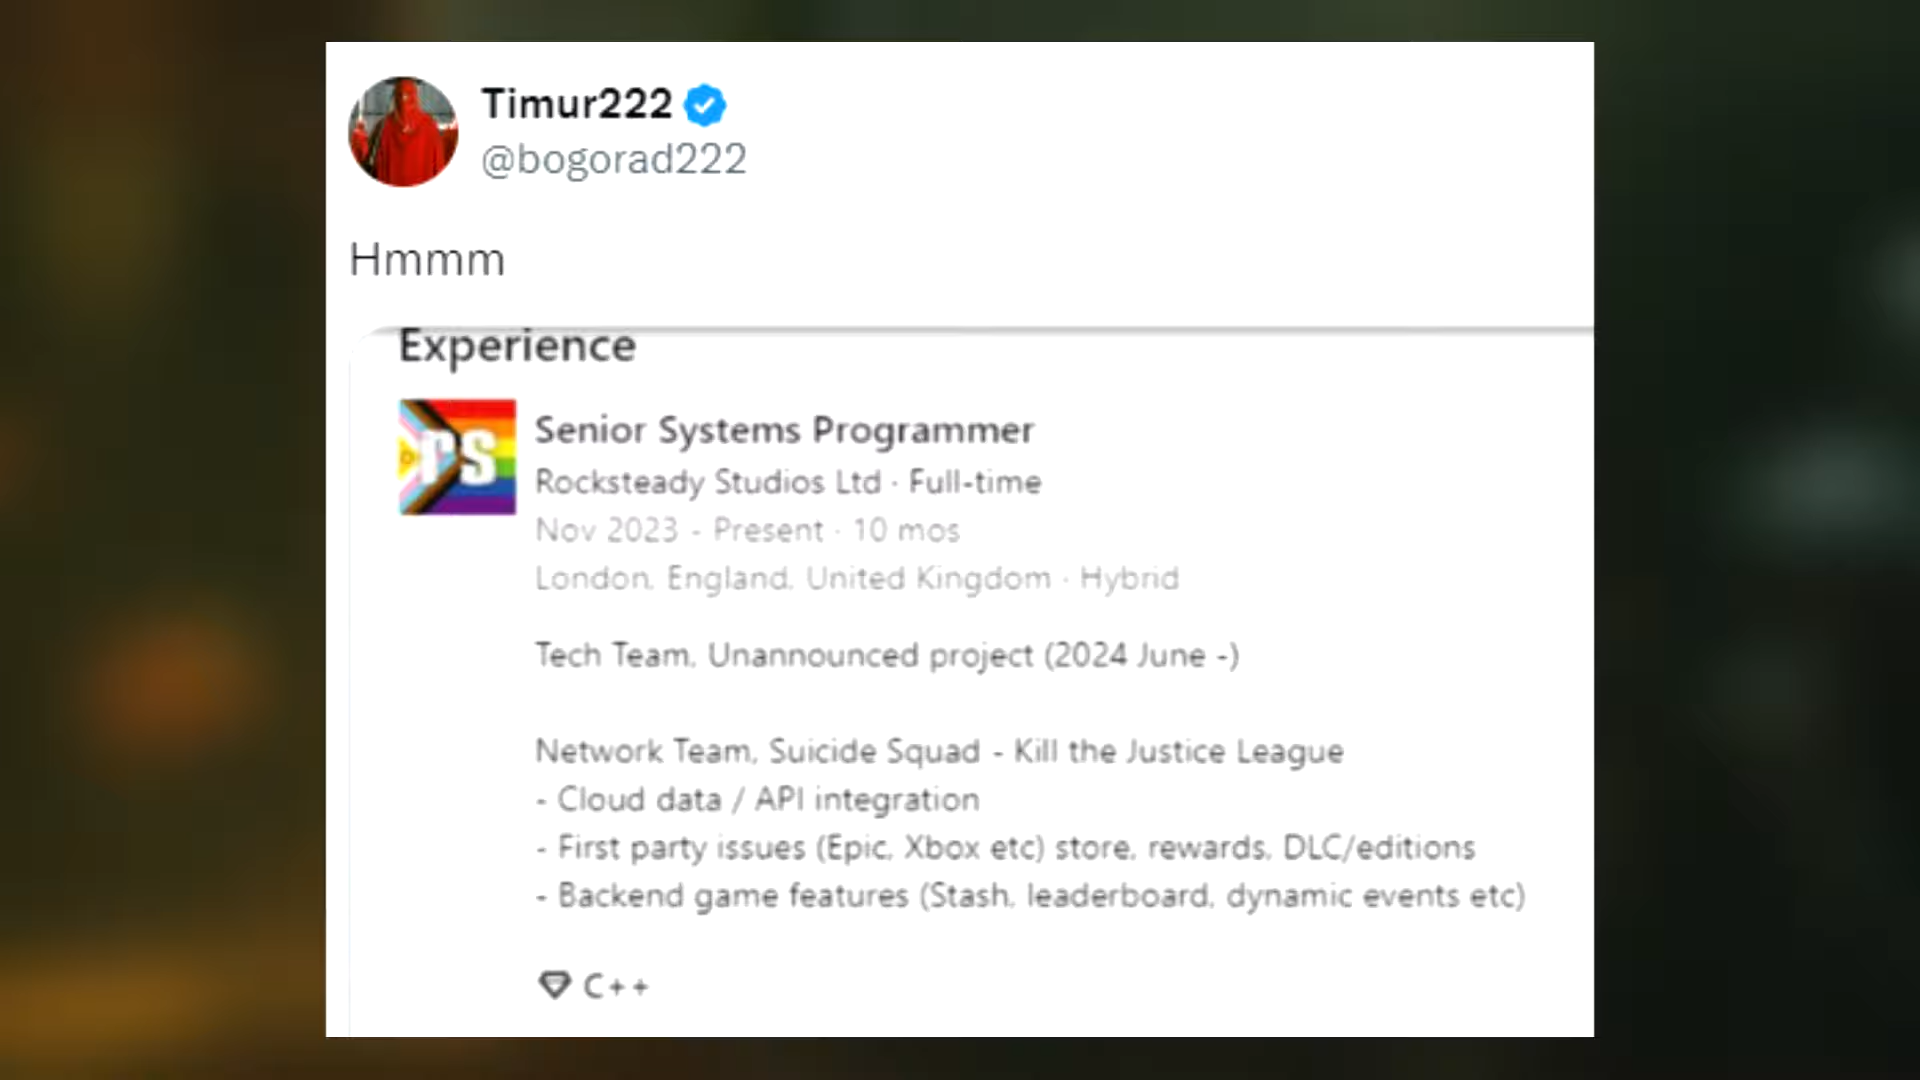 Timur222
@bogorad222
Hmmm
Experience
rs
Senior Systems Programmer
Rocksteady Studios Ltd · Full-time
Nov 2023 - Present · 10 mos
London, England, United Kingdom · Hybrid
Tech Team, Unannounced project (2024 June -)
Network Team, Suicide Squad - Kill the Justice League
- Cloud data / API integration
- First party issues (Epic, Xbox etc) store, rewards, DLC/editions
- Backend game features (Stash, leaderboard, dynamic events etc)
C++